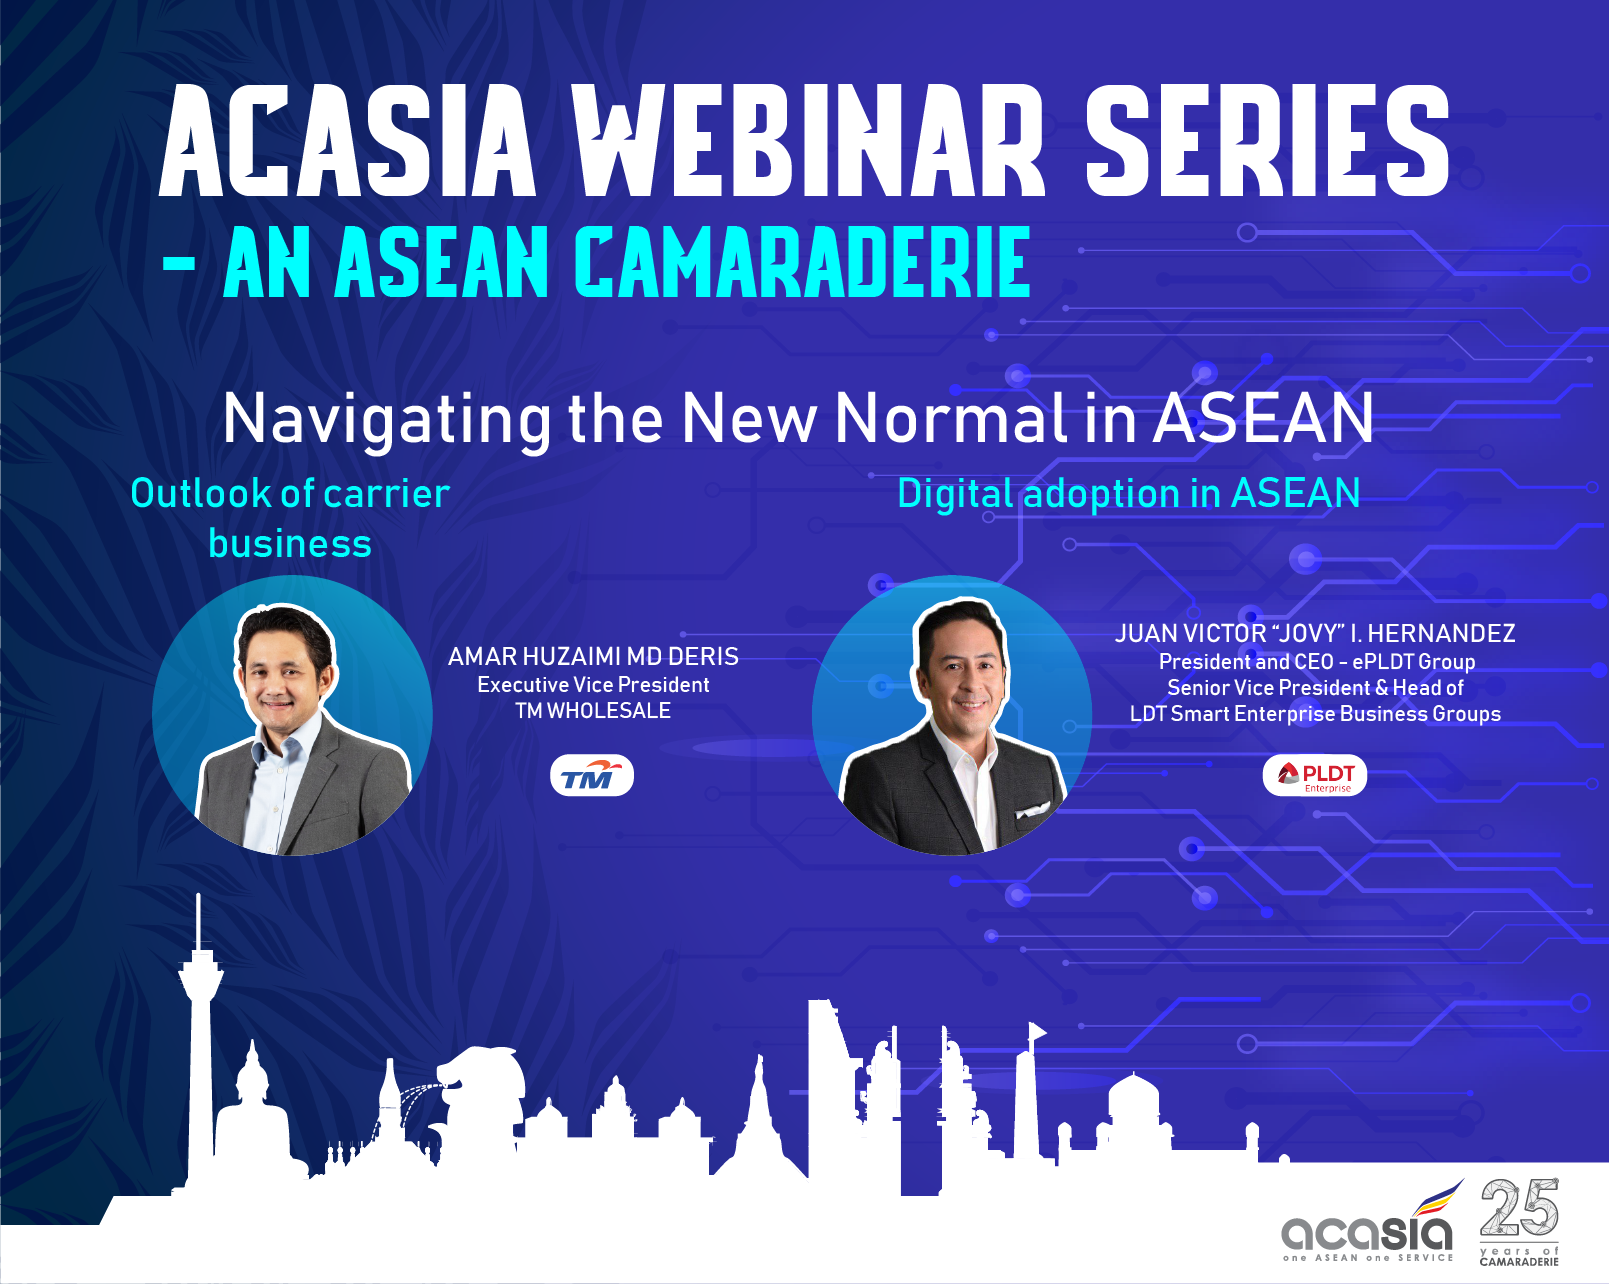 ACASIA WEBINAR SERIES
- AN ASEAN CAMARADERIE
Navigating the New Normal in ASEAN
Outlook of carrier
business
AMAR HUZAIMI MD DERIS
Executive Vice President
TM WHOLESALE
TM
Digital adoption in ASEAN
JUAN VICTOR “JOVY” I. HERNANDEZ
President and CEO - ePLDT Group
Senior Vice President & Head of
LDT Smart Enterprise Business Groups
PLDT
Enterprise
acasia
one ASEAN one SERVICE
25
years of
CAMARADERIE